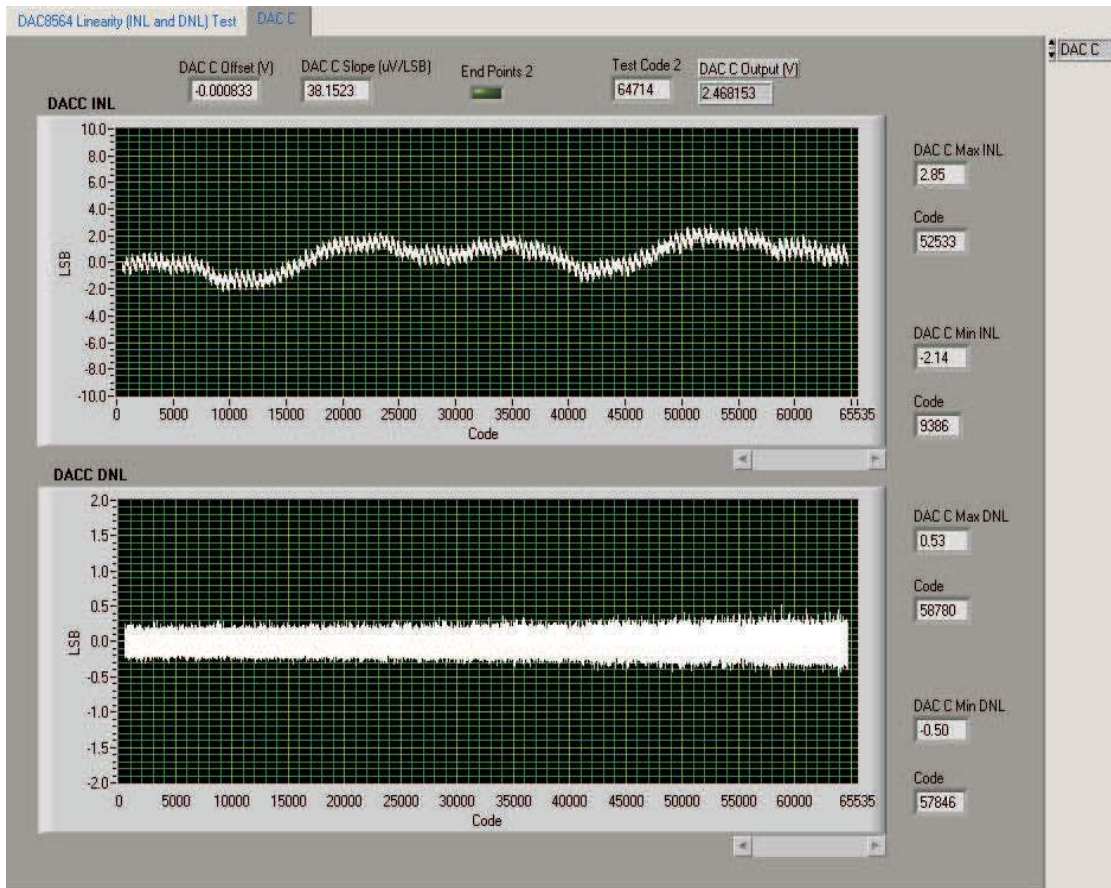 DAC8564 Linearity (INL and DNL) Test DAC C
DAC C
DAC C Offset (V) DAC C Slope (uV/LSB) End Points 2 Test Code 2 DAC C Output (V)
-0.000833 38.1523 64714 2.468153
DACC INL
10.0
8.0
6.0
4.0
2.0
0.0
-2.0
-4.0
-6.0
-8.0
-10.0
LSB
0 5000 10000 15000 20000 25000 30000 35000 40000 45000 50000 55000 60000 65535
Code
DAC C Max INL
2.85
Code
52533
DAC C Min INL
-2.14
Code
9386
DACC DNL
2.0
1.5
1.0
0.5
0.0
-0.5
-1.0
-1.5
-2.0
LSB
0 5000 10000 15000 20000 25000 30000 35000 40000 45000 50000 55000 60000 65535
Code
DAC C Max DNL
0.53
Code
58780
DAC C Min DNL
-0.50
Code
57846